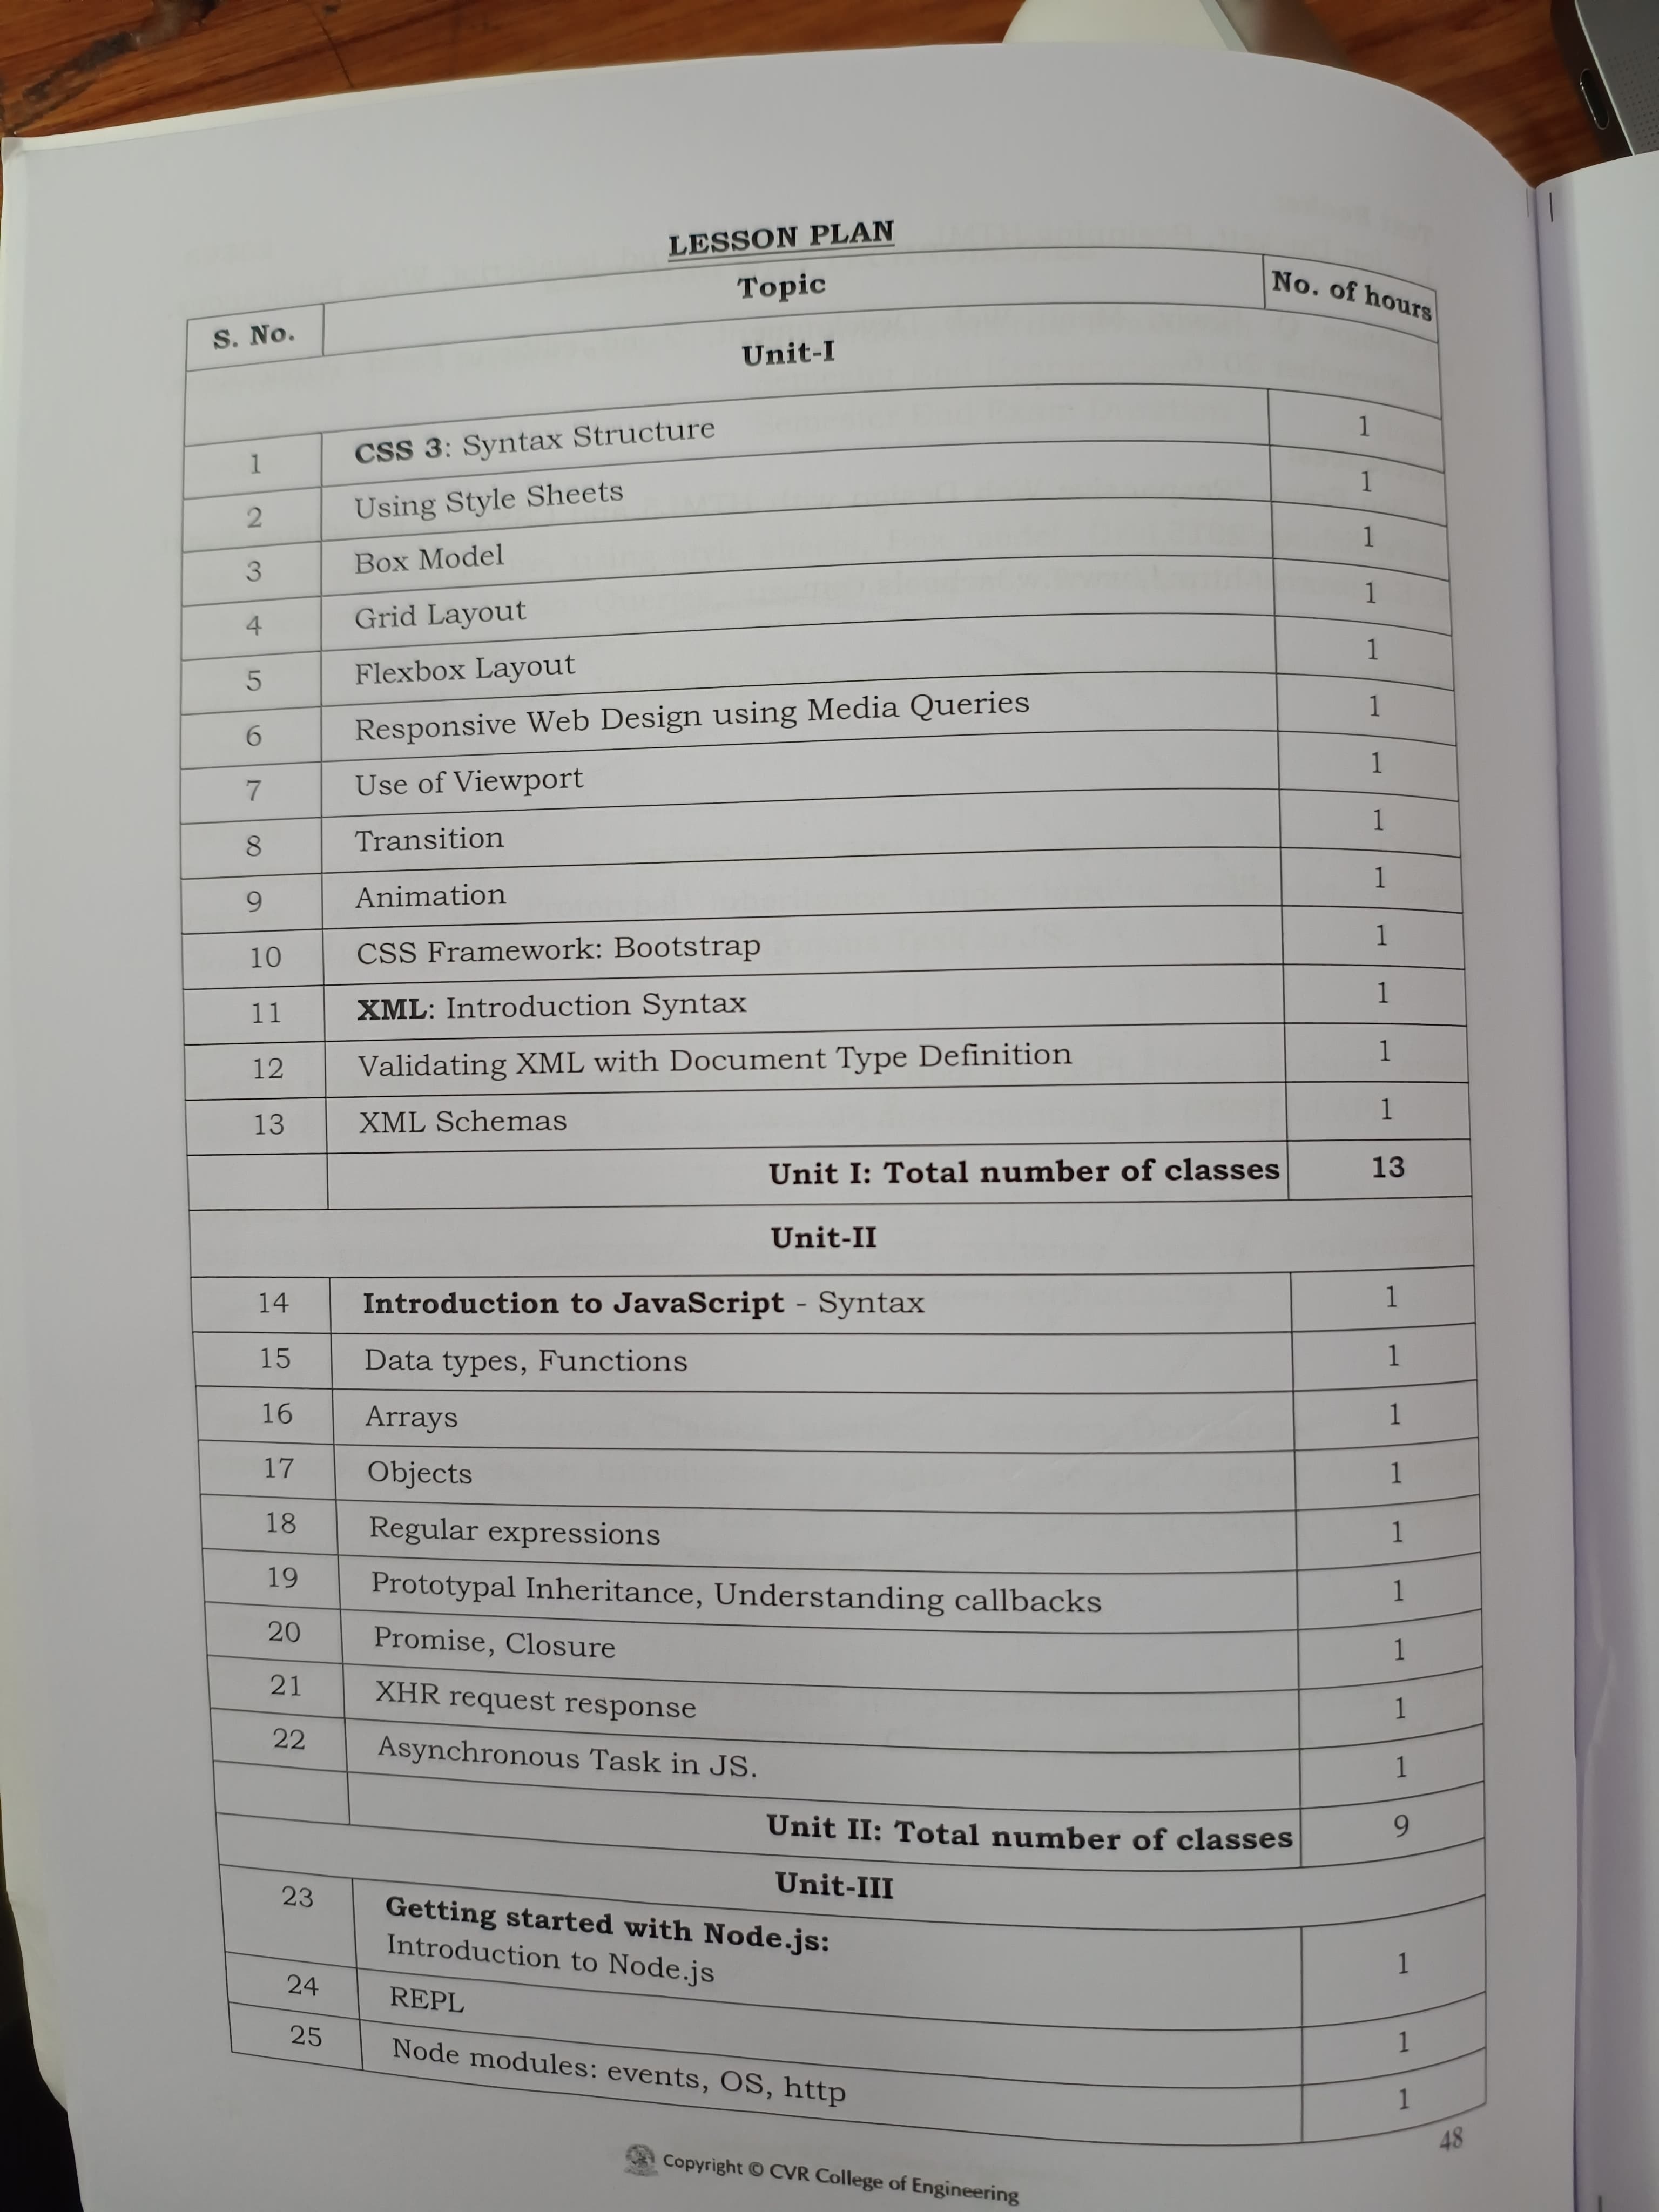 LESSON PLAN
S. No. Topic No. of hours
Unit-I
1 CSS 3: Syntax Structure 1
2 Using Style Sheets 1
3 Box Model 1
4 Grid Layout 1
5 Flexbox Layout 1
6 Responsive Web Design using Media Queries 1
7 Use of Viewport 1
8 Transition 1
9 Animation 1
10 CSS Framework: Bootstrap 1
11 XML: Introduction Syntax 1
12 Validating XML with Document Type Definition 1
13 XML Schemas 1
Unit I: Total number of classes 13
Unit-II
14 Introduction to JavaScript - Syntax 1
15 Data types, Functions 1
16 Arrays 1
17 Objects 1
18 Regular expressions 1
19 Prototypal Inheritance, Understanding callbacks 1
20 Promise, Closure 1
21 XHR request response 1
22 Asynchronous Task in JS. 1
Unit II: Total number of classes 9
Unit-III
23 Getting started with Node.js:
Introduction to Node.js 1
24 REPL 1
25 Node modules: events, OS, http 1
48
Copyright © CVR College of Engineering